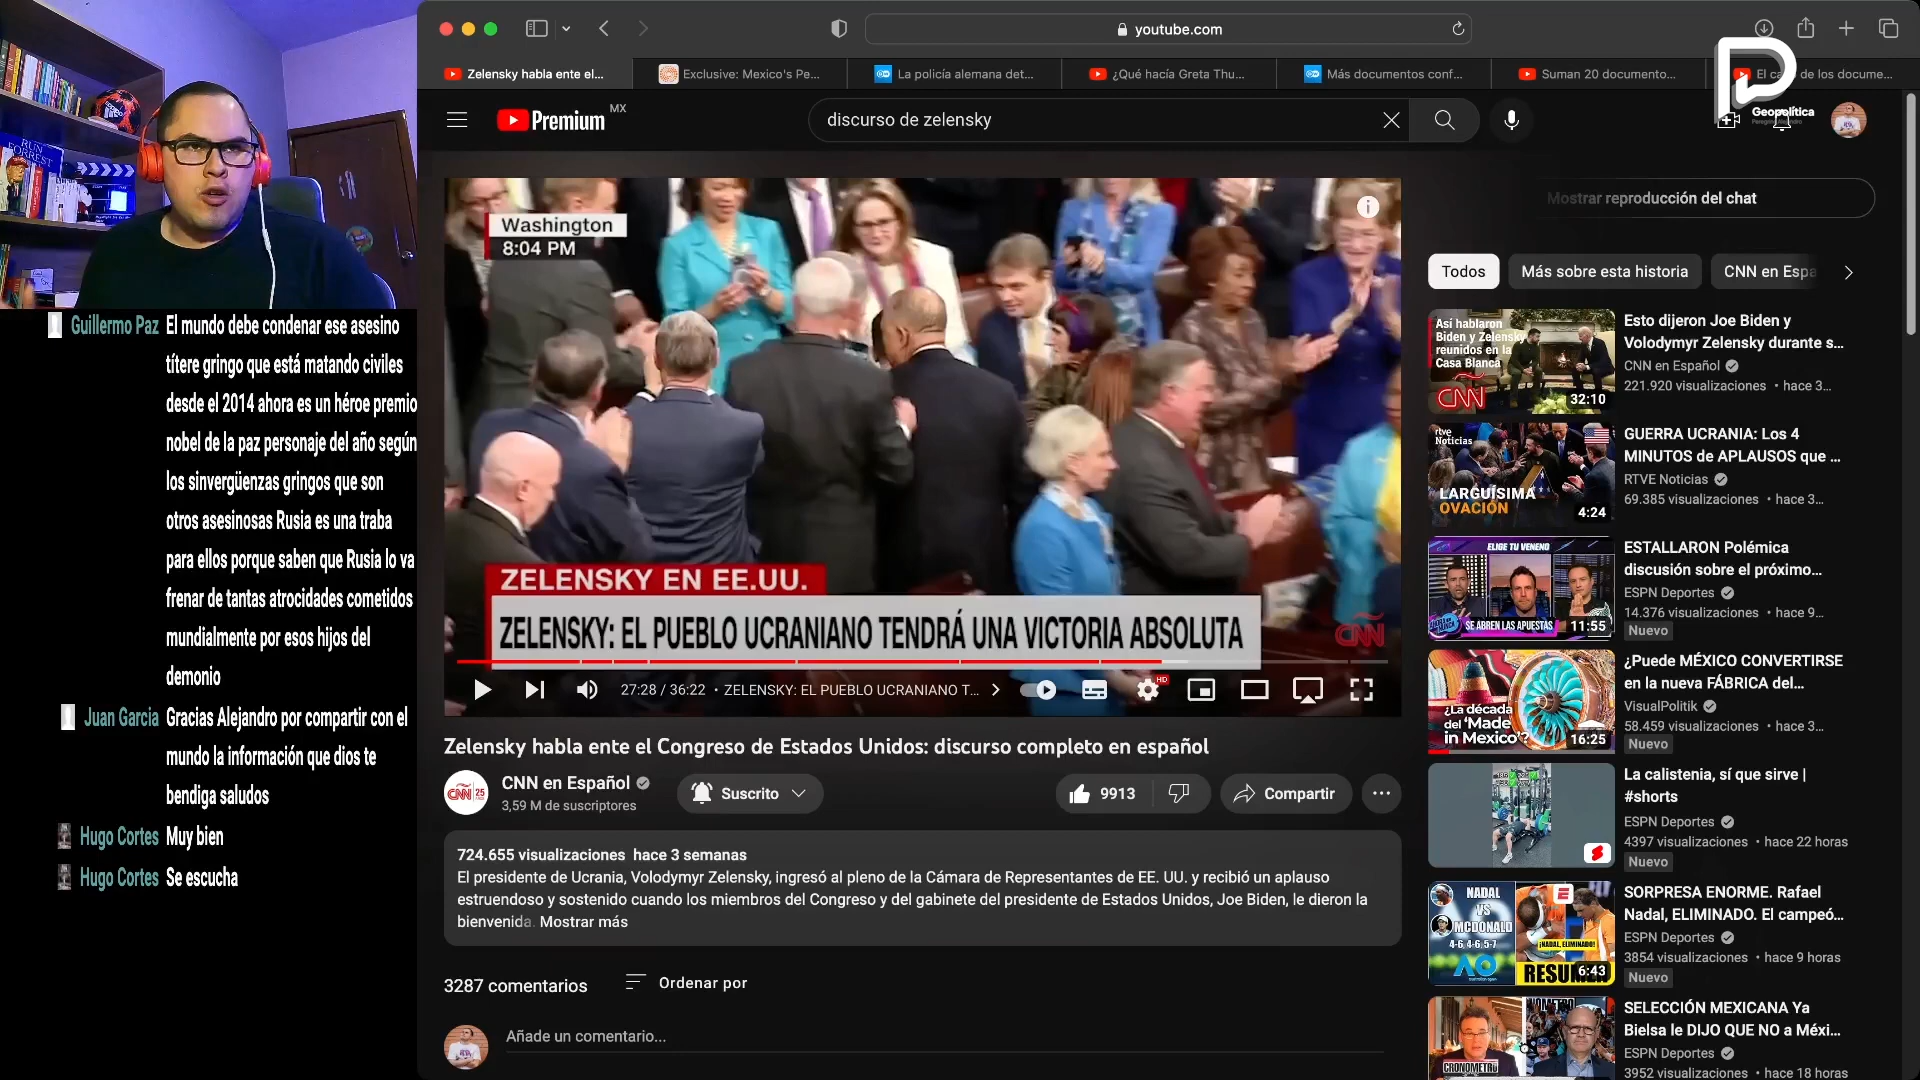 youtube.com
Zelensky habla ente el...
Exclusive: Mexico's Pe...
La policía alemana det...
¿Qué hacía Greta Thu...
Más documentos conf...
Suman 20 documento...
de los docume...
Geopolítica
Premium
MX
discurso de zelensky
RUN
FORREST
Washington
8:04 PM
ZELENSKY EN EE.UU.
ZELENSKY: EL PUEBLO UCRANIANO TENDRÁ UNA VICTORIA ABSOLUTA
CNN
27:28 / 36:22 • ZELENSKY: EL PUEBLO UCRANIANO T...
HD
Zelensky habla ente el Congreso de Estados Unidos: discurso completo en español
CNN 25
CNN en Español
3,59 M de suscriptores
Suscrito
9913
Compartir
724.655 visualizaciones hace 3 semanas
El presidente de Ucrania, Volodymyr Zelensky, ingresó al pleno de la Cámara de Representantes de EE. UU. y recibió un aplauso
estruendoso y sostenido cuando los miembros del Congreso y del gabinete del presidente de Estados Unidos, Joe Biden, le dieron la
bienvenida. Mostrar más
3287 comentarios
Ordenar por
Añade un comentario...
Guillermo Paz El mundo debe condenar ese asesino
títere gringo que está matando civiles
desde el 2014 ahora es un héroe premio
nobel de la paz personaje del año según
los sinvergüenzas gringos que son
otros asesinosas Rusia es una traba
para ellos porque saben que Rusia lo va
frenar de tantas atrocidades cometidos
mundialmente por esos hijos del
demonio
Juan Garcia Gracias Alejandro por compartir con el
mundo la información que dios te
bendiga saludos
Hugo Cortes Muy bien
Hugo Cortes Se escucha
Mostrar reproducción del chat
Todos
Más sobre esta historia
CNN en Espa
Así hablaron
Biden y Zelensky
reunidos en la
Casa Blanca
CNN
32:10
Esto dijeron Joe Biden y
Volodymyr Zelensky durante s...
CNN en Español
221.920 visualizaciones • hace 3...
rtve
Noticias
LARGUÍSIMA
OVACIÓN
4:24
GUERRA UCRANIA: Los 4
MINUTOS de APLAUSOS que ...
RTVE Noticias
69.385 visualizaciones • hace 3...
ELIGE TU VENENO
SE ABREN LAS APUESTAS
11:55
ESTALLARON Polémica
discusión sobre el próximo...
ESPN Deportes
14.376 visualizaciones • hace 9...
Nuevo
¿La década
del 'Made
in Mexico'?
16:25
¿Puede MÉXICO CONVERTIRSE
en la nueva FÁBRICA del...
VisualPolitik
58.459 visualizaciones • hace 3...
Nuevo
La calistenia, sí que sirve |
#shorts
ESPN Deportes
4397 visualizaciones • hace 22 horas
Nuevo
NADAL
VS
MCDONALD
4-6, 4-6, 5-7
AO
¡NADAL, ELIMINADO!
RESUMEN
6:43
SORPRESA ENORME. Rafael
Nadal, ELIMINADO. El campeó...
ESPN Deportes
3854 visualizaciones • hace 9 horas
Nuevo
CRONÓMETRO
SELECCIÓN MEXICANA Ya
Bielsa le DIJO QUE NO a Méxi...
ESPN Deportes
3952 visualizaciones • hace 18 horas